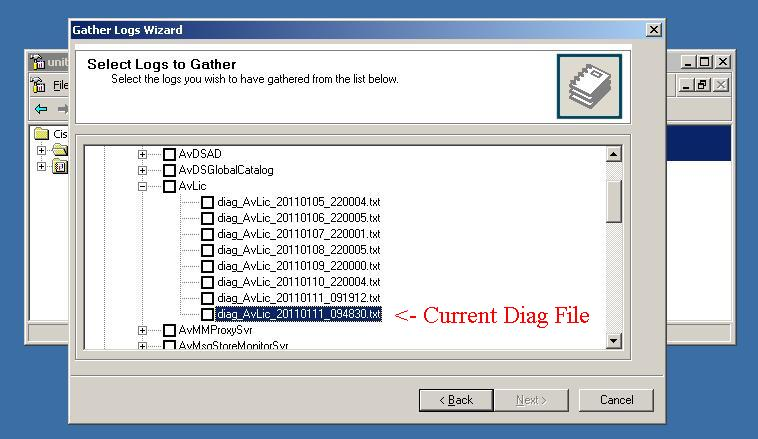 Gather Logs Wizard
Select Logs to Gather
Select the logs you wish to have gathered from the list below.
unit
File
Cis
AvDSAD
AvDSGlobalCatalog
AvLic
diag_AvLic_20110105_220004.txt
diag_AvLic_20110106_220005.txt
diag_AvLic_20110107_220001.txt
diag_AvLic_20110108_220005.txt
diag_AvLic_20110109_220000.txt
diag_AvLic_20110110_220004.txt
diag_AvLic_20110111_091912.txt
diag_AvLic_20110111_094830.txt <- Current Diag File
AvMMProxySvr
AvMsgStoreMonitorSvr
< Back Next > Cancel